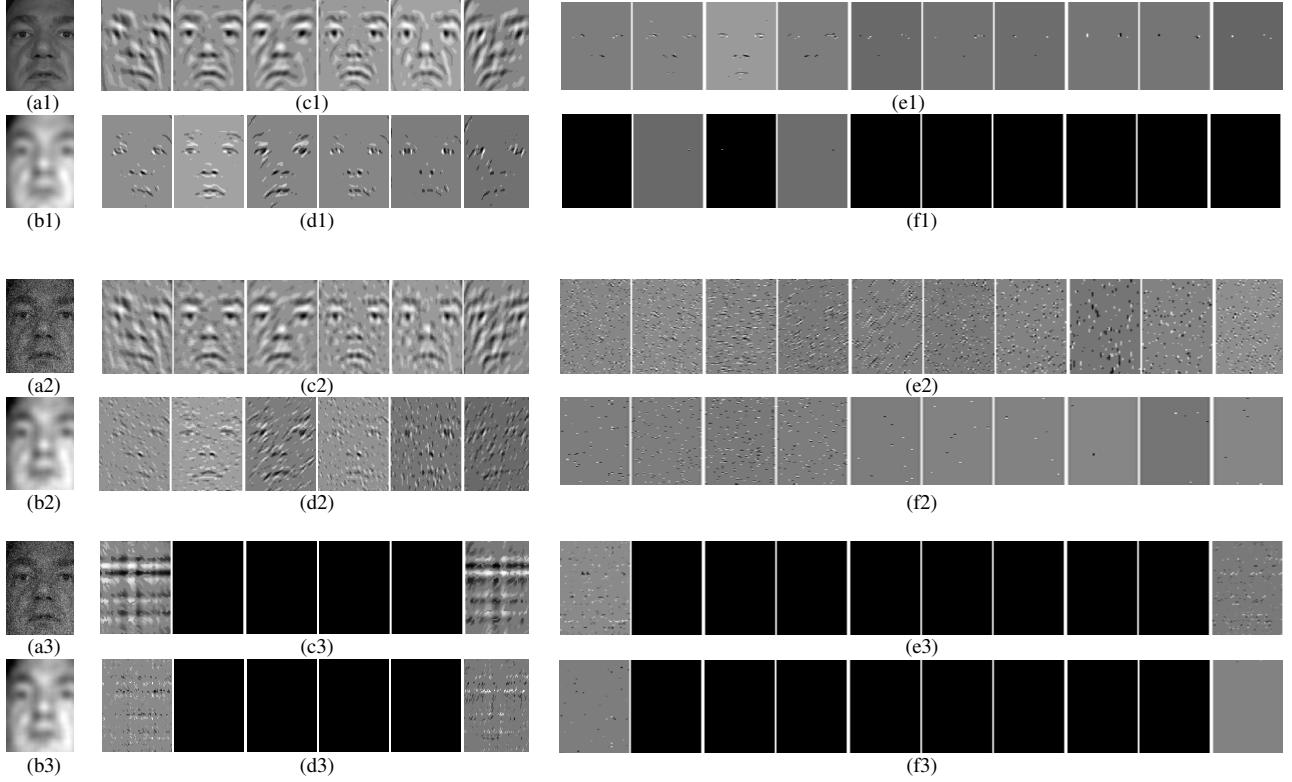 (a1) (c1) (e1)
(b1) (d1) (f1)
(a2) (c2) (e2)
(b2) (d2) (f2)
(a3) (c3) (e3)
(b3) (d3) (f3)